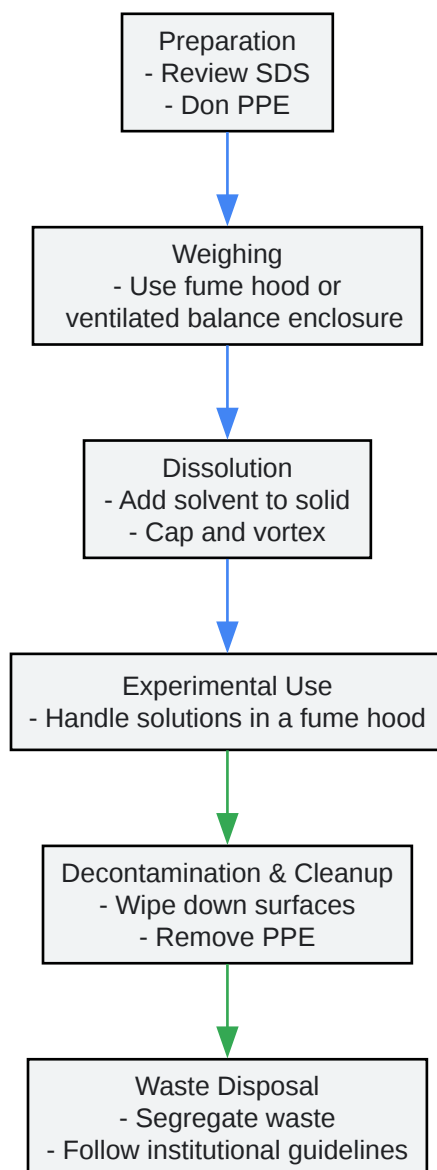 Preparation
- Review SDS
- Don PPE
Weighing
- Use fume hood or
ventilated balance enclosure
Dissolution
- Add solvent to solid
- Cap and vortex
Experimental Use
- Handle solutions in a fume hood
Decontamination & Cleanup
- Wipe down surfaces
- Remove PPE
Waste Disposal
- Segregate waste
- Follow institutional guidelines